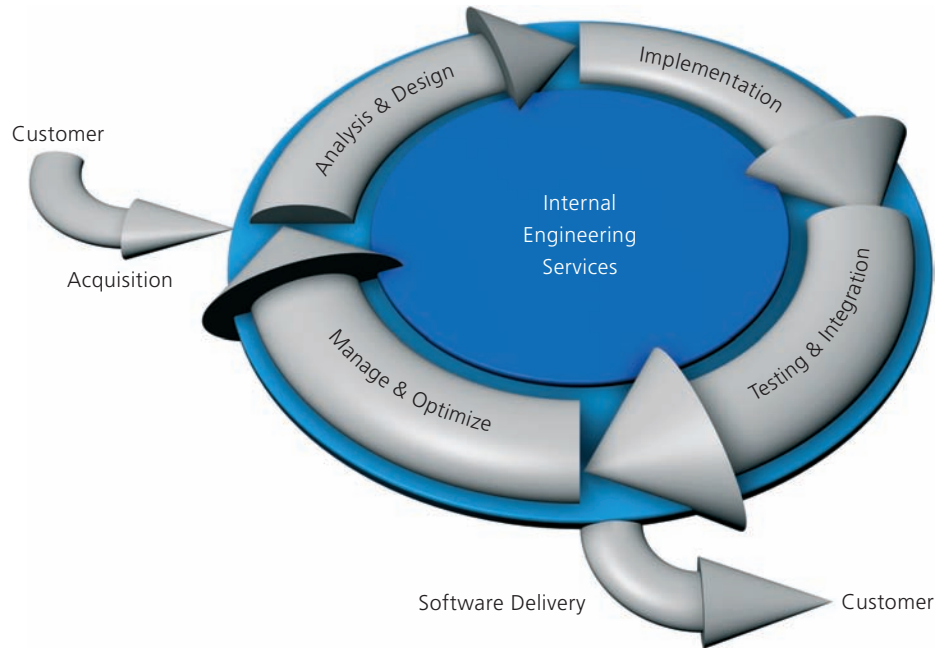 Customer
Acquisition
Analysis & Design
Implementation
Internal
Engineering
Services
Testing & Integration
Manage & Optimize
Software Delivery
Customer